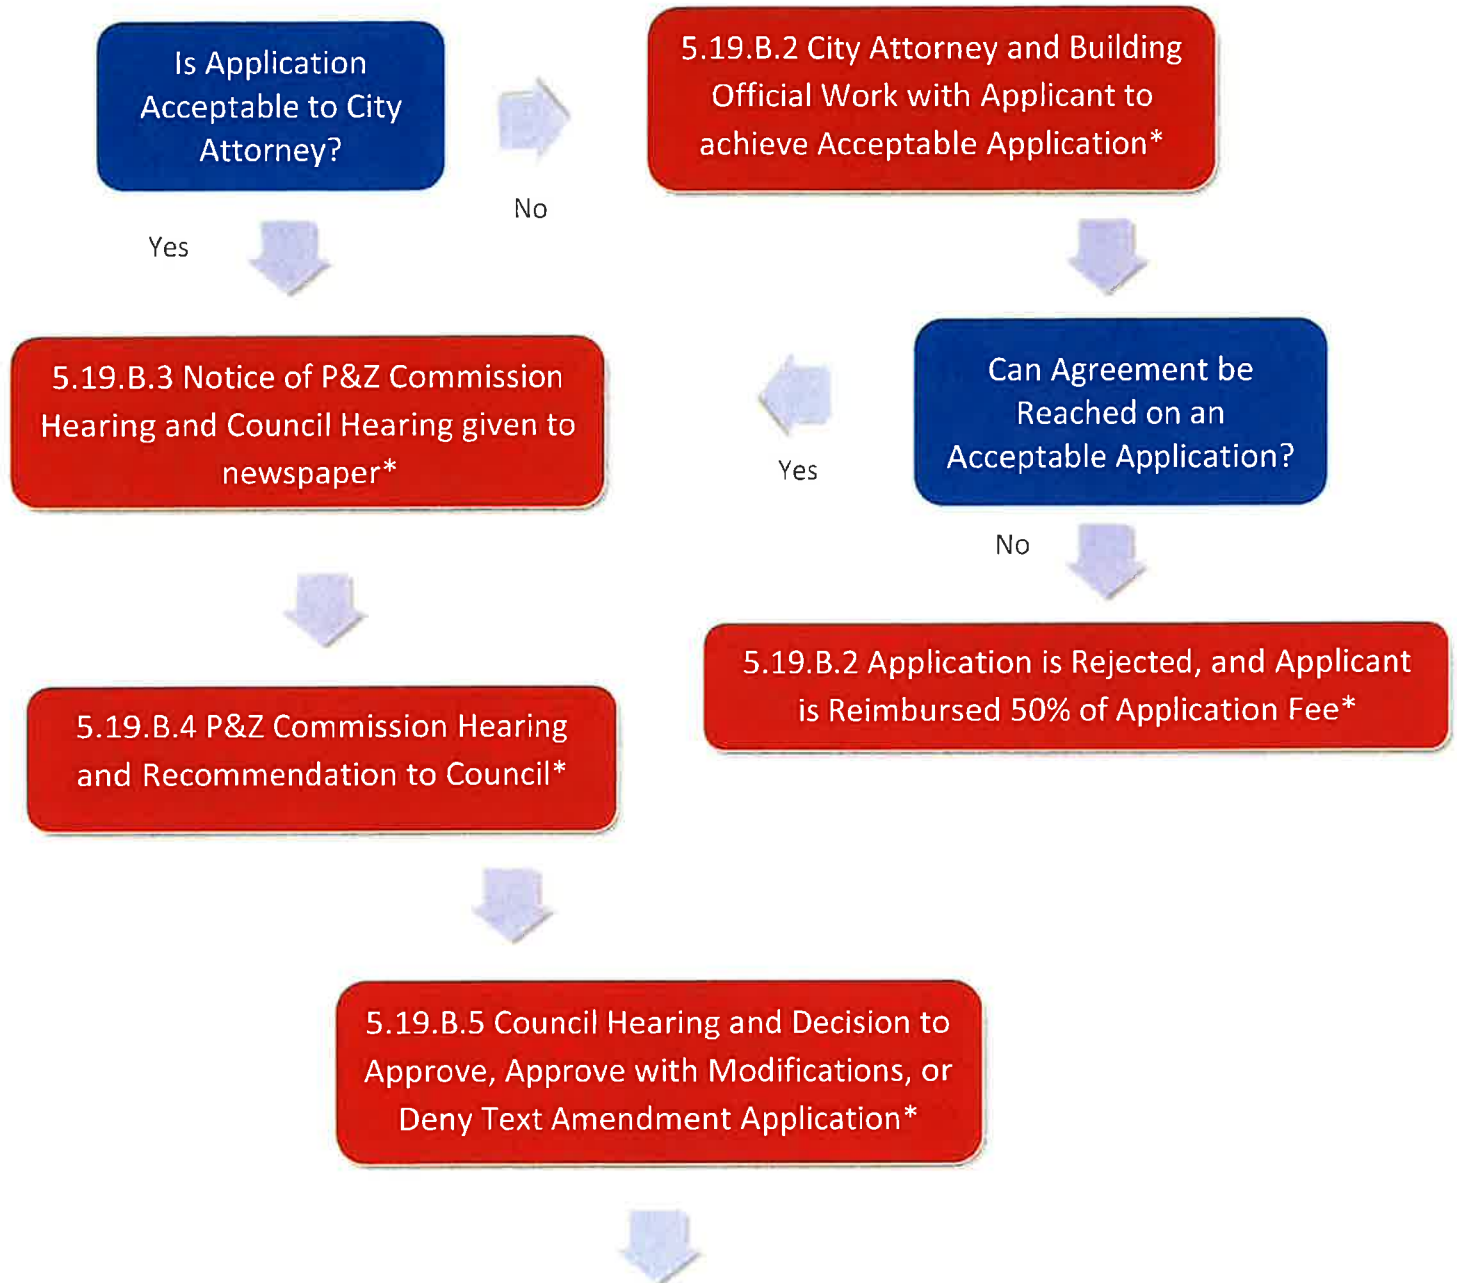 Is Application
Acceptable to City
Attorney?
5.19.B.2 City Attorney and Building
Official Work with Applicant to
achieve Acceptable Application*
No
Yes
5.19.B.3 Notice of P&Z Commission
Hearing and Council Hearing given to
newspaper*
Can Agreement be
Reached on an
Acceptable Application?
Yes
No
5.19.B.4 P&Z Commission Hearing
and Recommendation to Council*
5.19.B.2 Application is Rejected, and Applicant
is Reimbursed 50% of Application Fee*
5.19.B.5 Council Hearing and Decision to
Approve, Approve with Modifications, or
Deny Text Amendment Application*